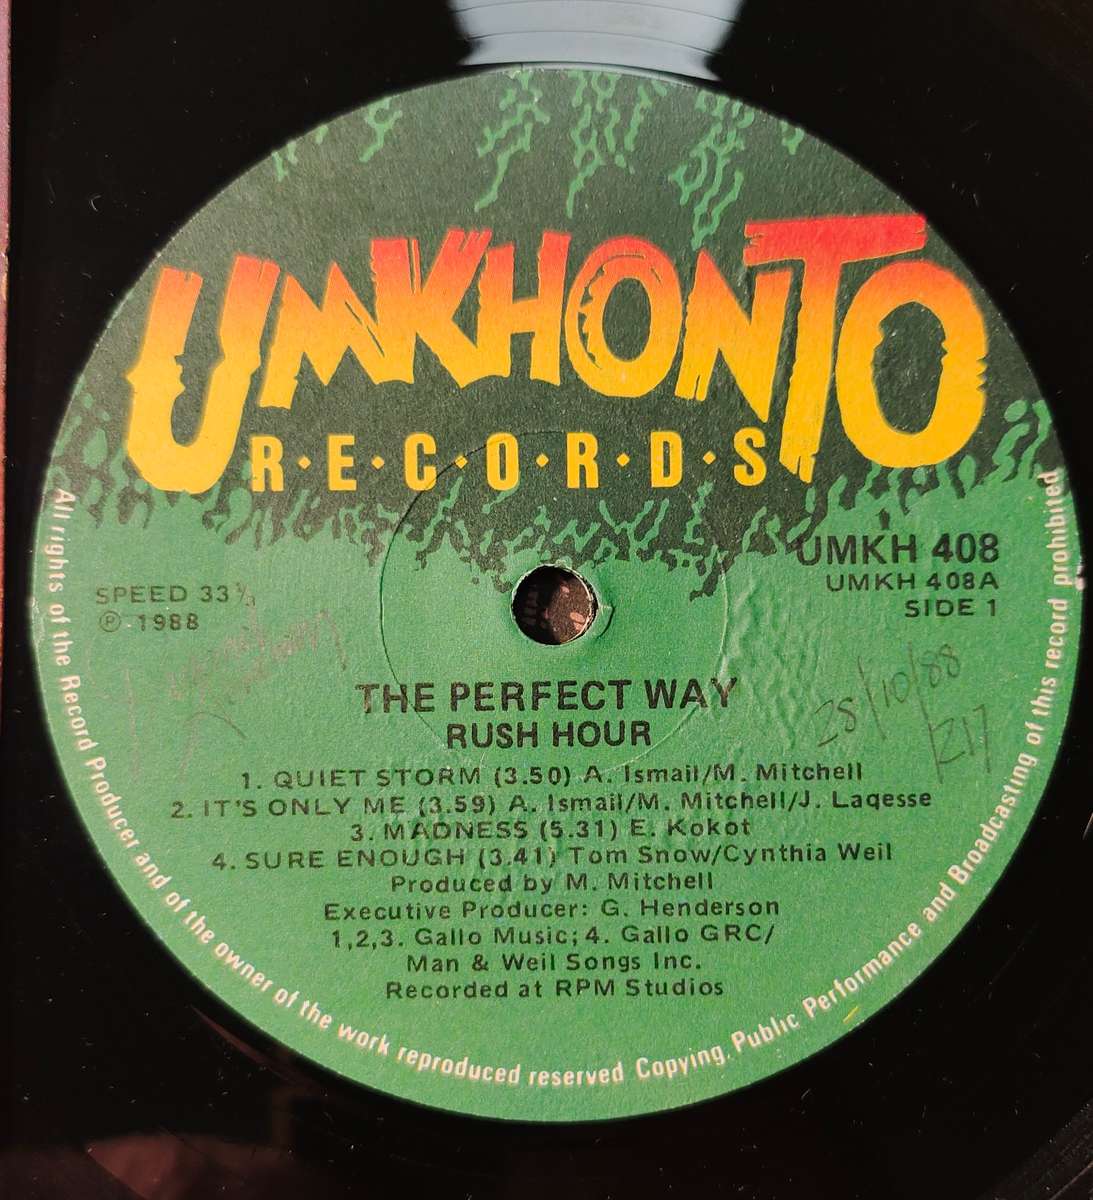 UMKHONTO
R·E·C·O·R·D·S
UMKH 408
UMKH 408A
SIDE 1
SPEED 33⅓
℗ 1988
28/10/88
THE PERFECT WAY
RUSH HOUR
1. QUIET STORM (3.50) A. Ismail/M. Mitchell
2. IT'S ONLY ME (3.59) A. Ismail/M. Mitchell/J. Laqesse
3. MADNESS (5.31) E. Kokot
4. SURE ENOUGH (3.41) Tom Snow/Cynthia Weil
Produced by M. Mitchell
Executive Producer: G. Henderson
1,2,3. Gallo Music; 4. Gallo GRC/
Man & Weil Songs Inc.
Recorded at RPM Studios
All rights of the Record Producer and of the owner of the work reproduced reserved Copying, Public Performance and Broadcasting of this record prohibited